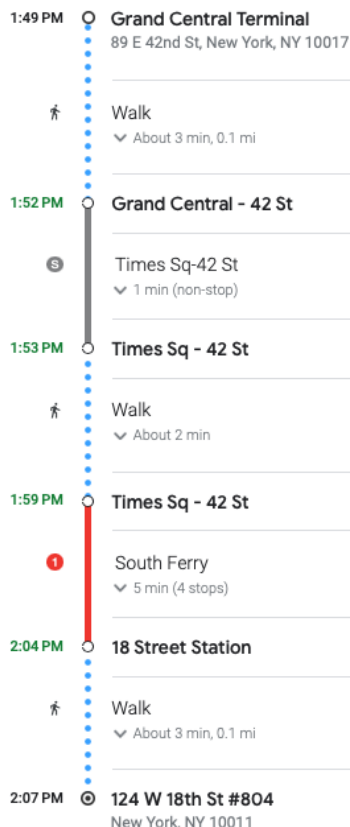 1:49 PM Grand Central Terminal
89 E 42nd St, New York, NY 10017
Walk
About 3 min, 0.1 mi
1:52 PM Grand Central - 42 St
S Times Sq-42 St
1 min (non-stop)
1:53 PM Times Sq - 42 St
Walk
About 2 min
1:59 PM Times Sq - 42 St
1 South Ferry
5 min (4 stops)
2:04 PM 18 Street Station
Walk
About 3 min, 0.1 mi
2:07 PM 124 W 18th St #804
New York, NY 10011